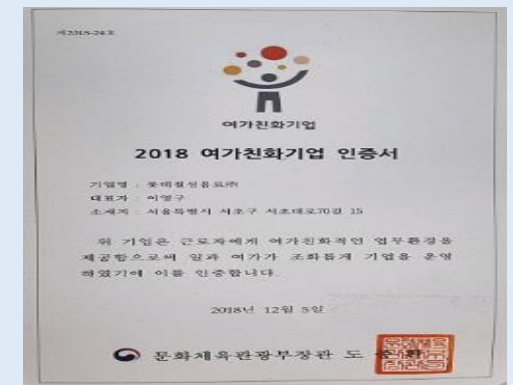 여가친화기업
2018 여가친화기업 인증서
기업명 : 롯데칠성음료㈜
대표자 : 이영구
소재지 : 서울특별시 서초구 서초대로70길 15
위 기업은 근로자에게 여가친화적인 업무환경을
제공함으로써 일과 여가가 조화롭게 기업을 운영
하였기에 이를 인증합니다.
2018년 12월 5일
문화체육관광부장관 도